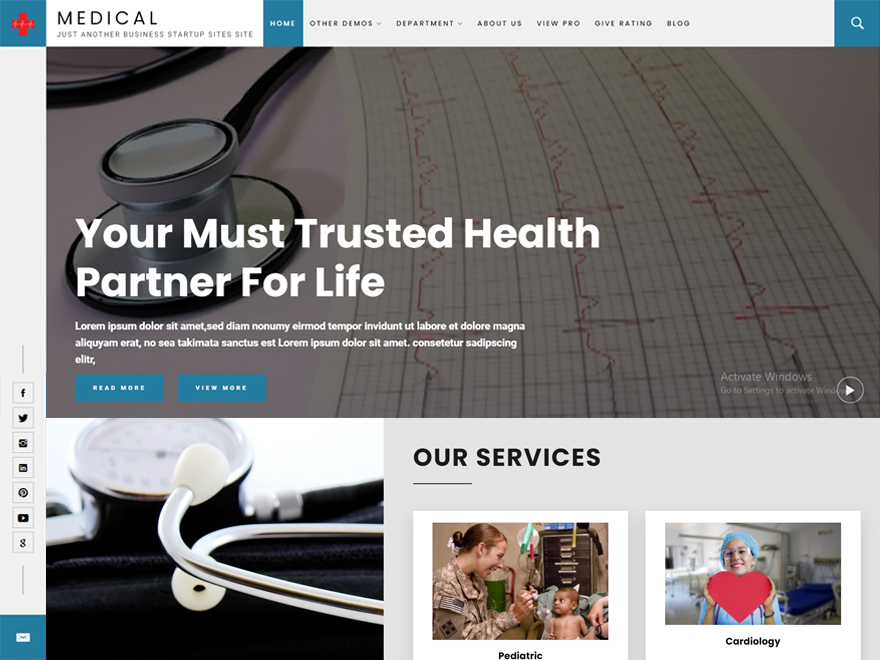 MEDICAL
JUST ANOTHER BUSINESS STARTUP SITES SITE
HOME
OTHER DEMOS
DEPARTMENT
ABOUT US
VIEW PRO
GIVE RATING
BLOG
Your Must Trusted Health
Partner For Life
Lorem ipsum dolor sit amet,sed diam nonumy eirmod tempor invidunt ut labore et dolore magna
aliquyam erat, no sea takimata sanctus est Lorem ipsum dolor sit amet. consetetur sadipscing
elitr,
READ MORE
VIEW MORE
Activate Windows
Go to Settings to activate Windows
OUR SERVICES
Pediatric
Cardiology